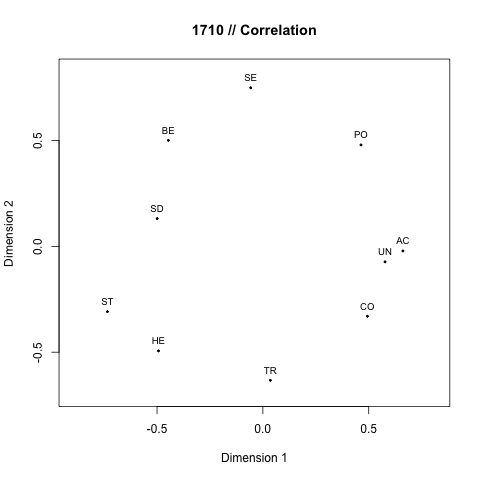 1710 // Correlation
SE
BE
PO
SD
AC
UN
ST
CO
HE
TR
Dimension 2
0.5
0.0
-0.5
-0.5 0.0 0.5
Dimension 1